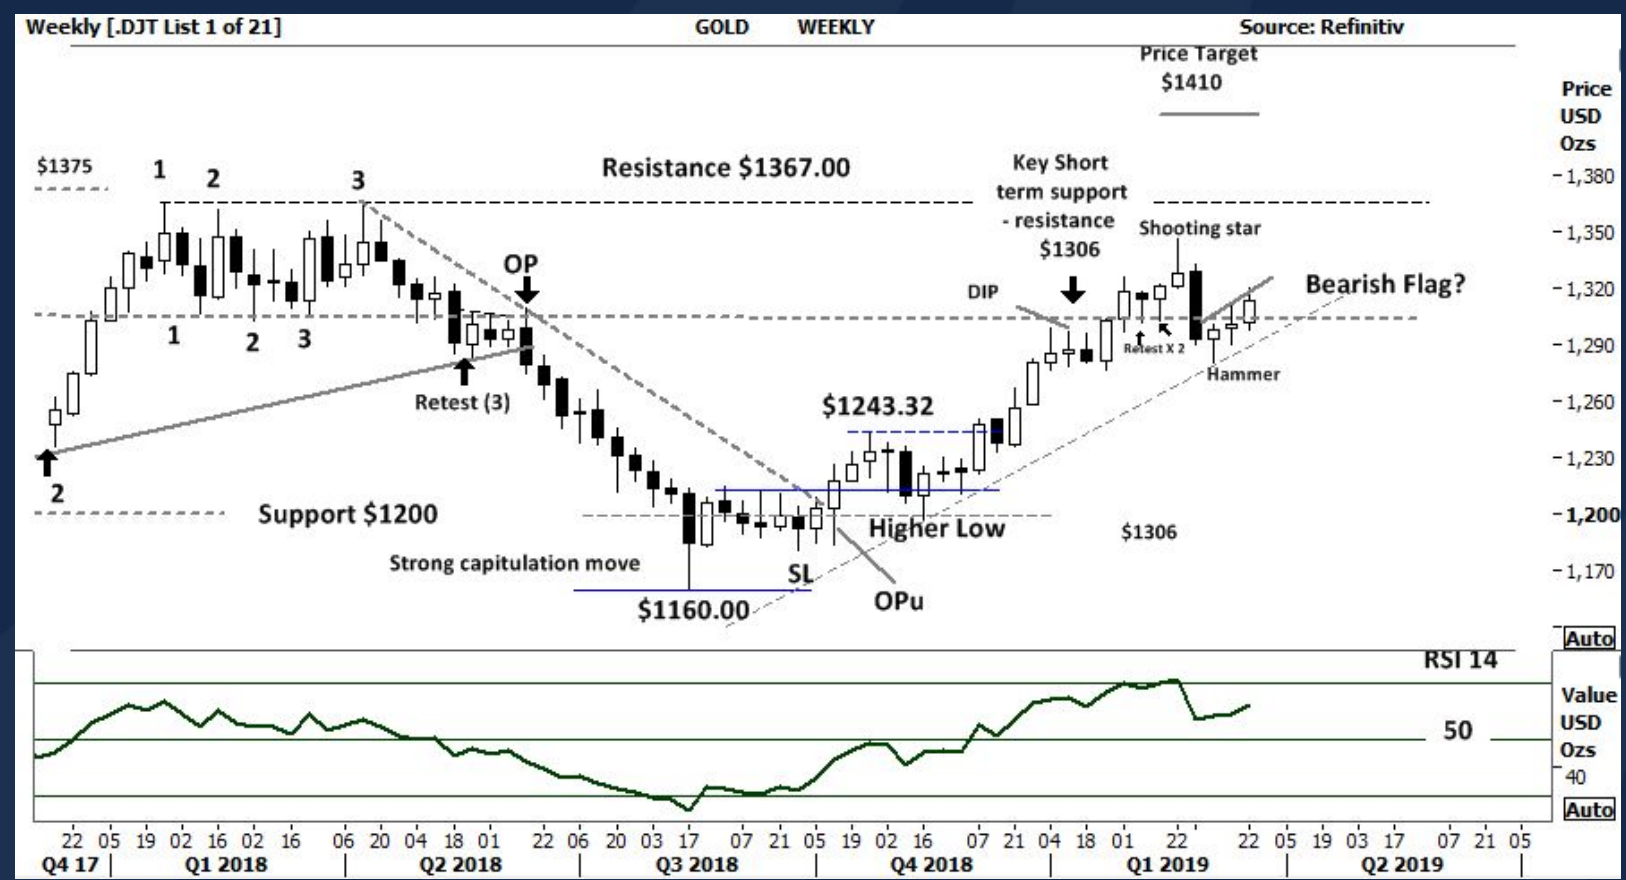 Weekly [.DJT List 1 of 21] GOLD WEEKLY Source: Refinitiv
Price Target
$1410
Price
USD
Ozs
$1375
1
2
3
Resistance $1367.00
Key Short
term support
- resistance
$1306
Shooting star
1,380
1,350
1,320
1,290
1,260
1,230
1,200
1,170
Auto
OP
DIP
Bearish Flag?
1
2
3
Retest X 2
Hammer
Retest (3)
$1243.32
2
Support $1200
Higher Low
$1306
Strong capitulation move
SL
$1160.00
OPu
RSI 14
50
Value
USD
Ozs
40
Auto
22 05 19 02 16 02 16 06 20 04 18 01 22 06 20 03 17 07 21 05 19 02 16 07 21 04 18 01 22 22 05 19 03 17 07 21 05
Q4 17 Q1 2018 Q2 2018 Q3 2018 Q4 2018 Q1 2019 Q2 2019